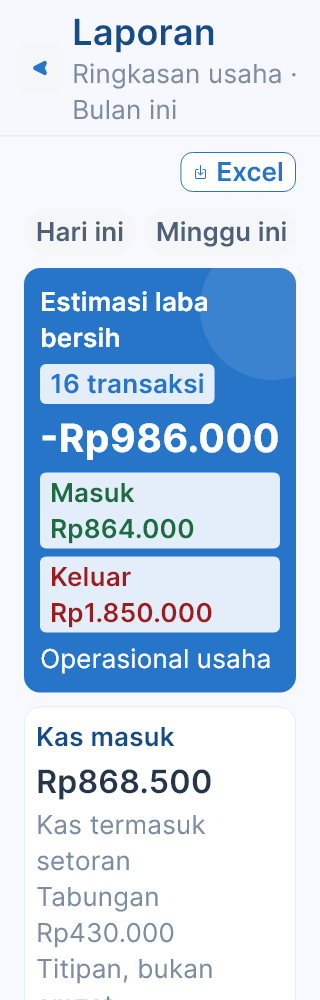 Laporan
Ringkasan usaha ·
Bulan ini
Excel
Hari ini
Minggu ini
Estimasi laba
bersih
16 transaksi
-Rp986.000
Masuk
Rp864.000
Keluar
Rp1.850.000
Operasional usaha
Kas masuk
Rp868.500
Kas termasuk
setoran
Tabungan
Rp430.000
Titipan, bukan